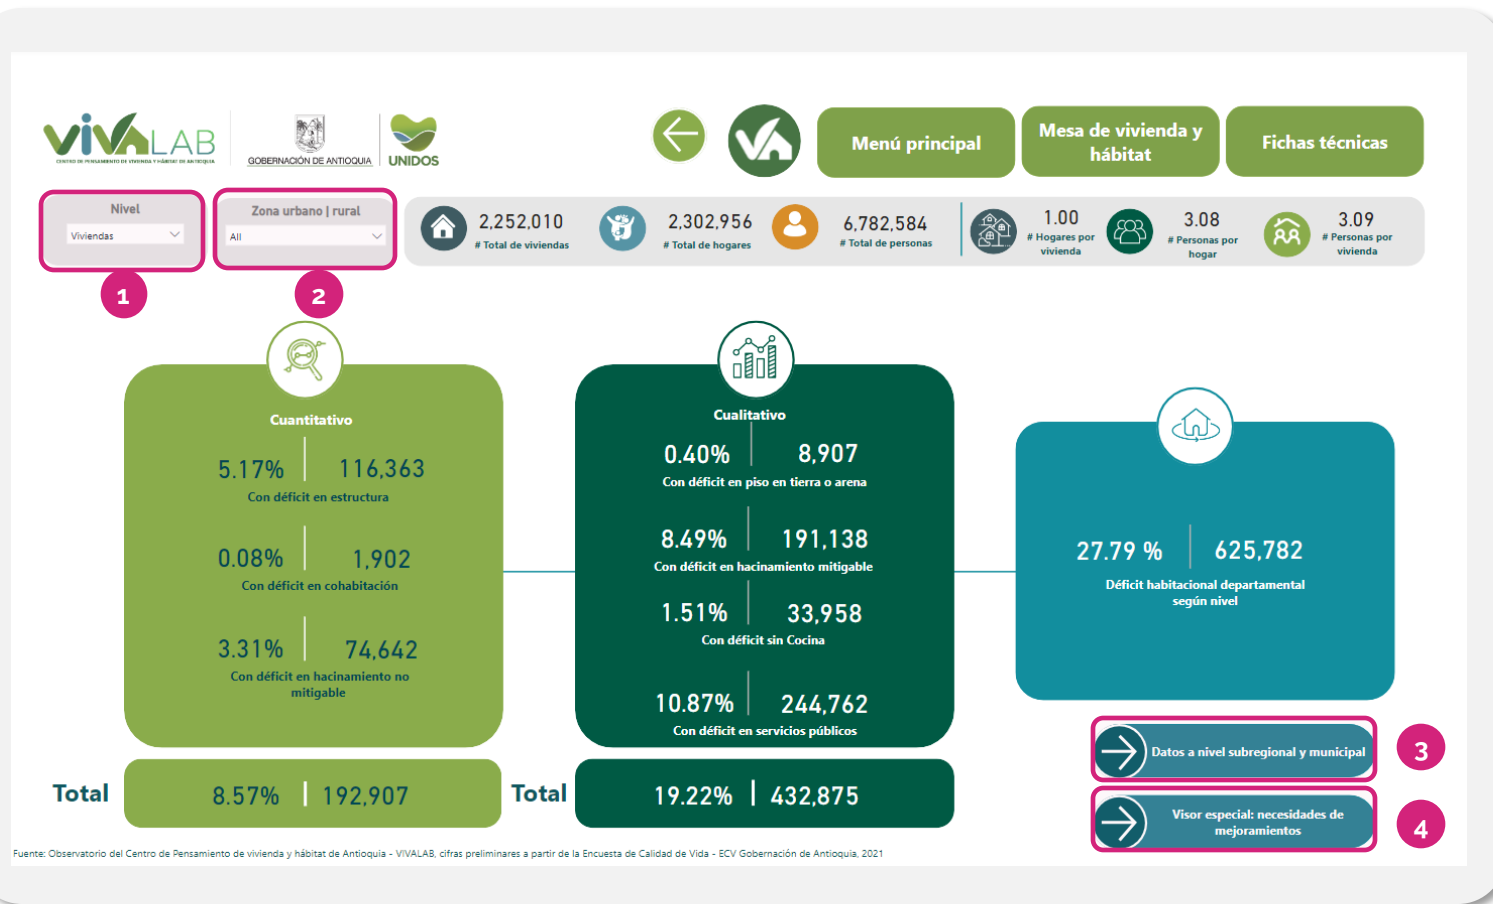 VIVALAB
CENTRO DE PENSAMIENTO DE VIVIENDA Y HÁBITAT DE ANTIOQUIA
GOBERNACIÓN DE ANTIOQUIA
UNIDOS
Menú principal
Mesa de vivienda y
hábitat
Fichas técnicas
Nivel
Viviendas
1
Zona urbano | rural
All
2
2,252,010
# Total de viviendas
2,302,956
# Total de hogares
6,782,584
# Total de personas
1.00
# Hogares por
vivienda
3.08
# Personas por
hogar
3.09
# Personas por
vivienda
Cuantitativo
5.17% 116,363
Con déficit en estructura
0.08% 1,902
Con déficit en cohabitación
3.31% 74,642
Con déficit en hacinamiento no
mitigable
Total 8.57% 192,907
Cualitativo
0.40% 8,907
Con déficit en piso en tierra o arena
8.49% 191,138
Con déficit en hacinamiento mitigable
1.51% 33,958
Con déficit sin Cocina
10.87% 244,762
Con déficit en servicios públicos
Total 19.22% 432,875
27.79 % 625,782
Déficit habitacional departamental
según nivel
Datos a nivel subregional y municipal
3
Visor especial: necesidades de
mejoramientos
4
Fuente: Observatorio del Centro de Pensamiento de vivienda y hábitat de Antioquia - VIVALAB, cifras preliminares a partir de la Encuesta de Calidad de Vida - ECV Gobernación de Antioquia, 2021